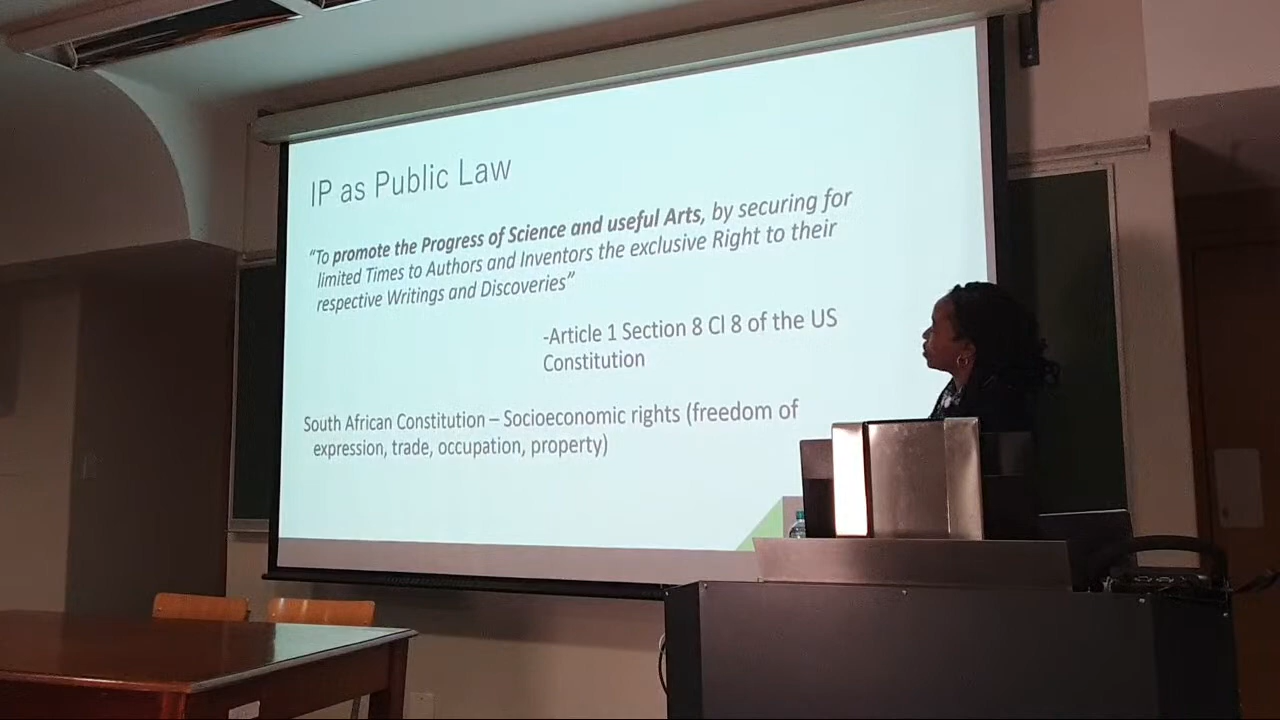 IP as Public Law
“To promote the Progress of Science and useful Arts, by securing for
limited Times to Authors and Inventors the exclusive Right to their
respective Writings and Discoveries”
-Article 1 Section 8 Cl 8 of the US
Constitution
South African Constitution – Socioeconomic rights (freedom of
expression, trade, occupation, property)